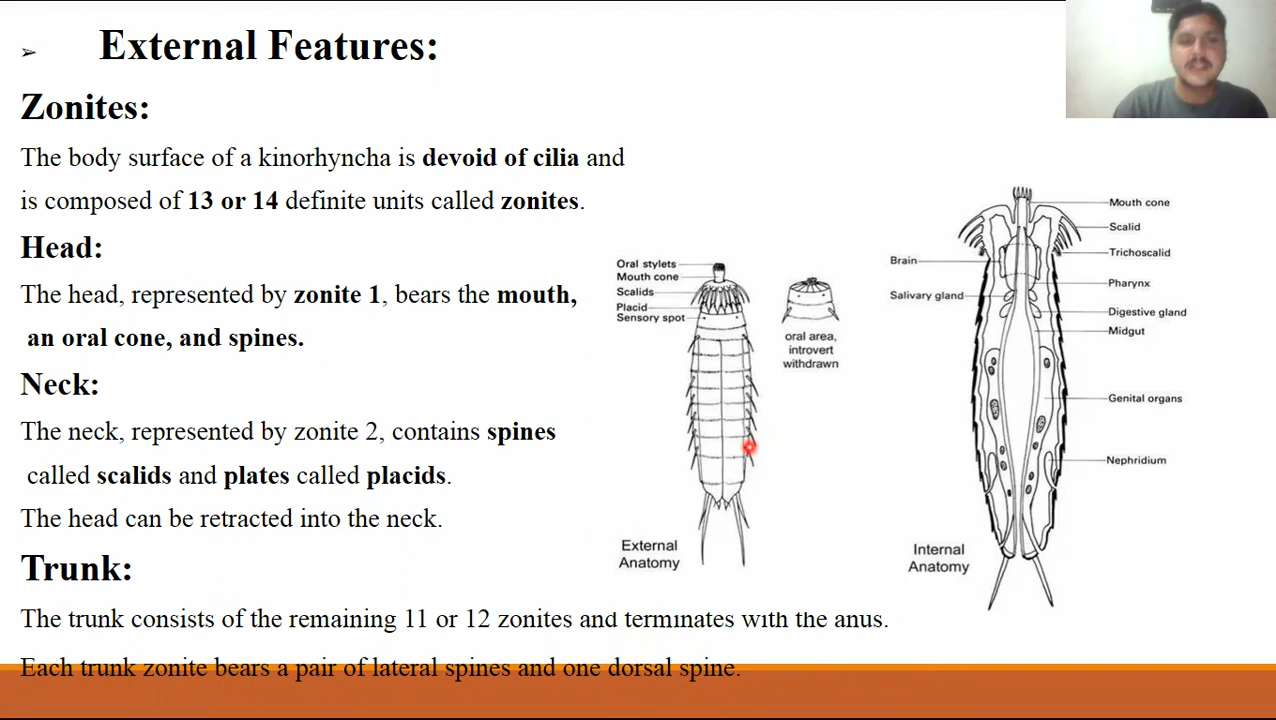 ➢ External Features:
Zonites:
The body surface of a kinorhyncha is devoid of cilia and
is composed of 13 or 14 definite units called zonites.
Head:
The head, represented by zonite 1, bears the mouth,
an oral cone, and spines.
Neck:
The neck, represented by zonite 2, contains spines
called scalids and plates called placids.
The head can be retracted into the neck.
Trunk:
The trunk consists of the remaining 11 or 12 zonites and terminates with the anus.
Each trunk zonite bears a pair of lateral spines and one dorsal spine.
Oral stylets
Mouth cone
Scalids
Placid
Sensory spot
oral area,
introvert
withdrawn
External
Anatomy
Mouth cone
Scalid
Trichoscalid
Brain
Pharynx
Salivary gland
Digestive gland
Midgut
Genital organs
Nephridium
Internal
Anatomy